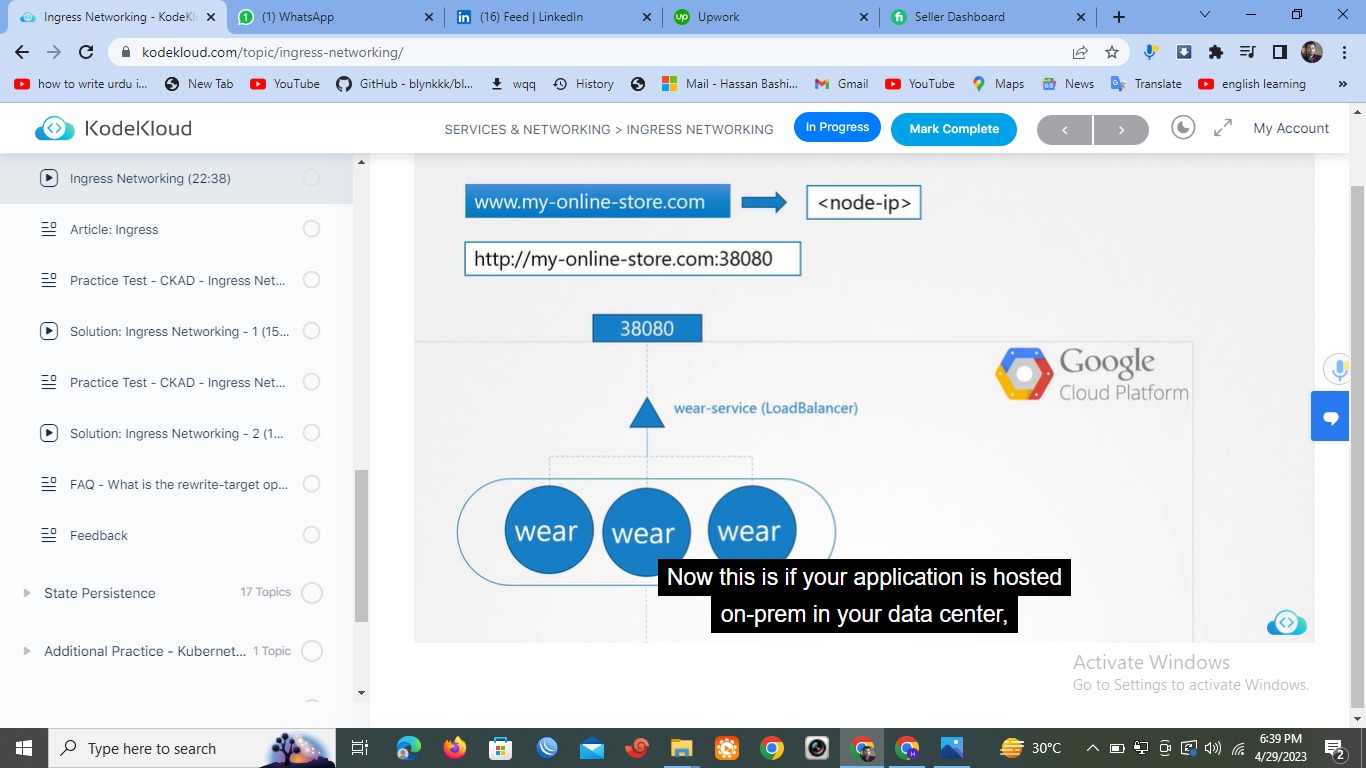 Ingress Networking - KodeKl
(1) WhatsApp
(16) Feed | LinkedIn
Upwork
Seller Dashboard
kodekloud.com/topic/ingress-networking/
how to write urdu i...
New Tab
YouTube
GitHub - blynkkk/bl...
wqq
History
Mail - Hassan Bashi...
Gmail
YouTube
Maps
News
Translate
english learning
KodeKloud
SERVICES & NETWORKING > INGRESS NETWORKING
In Progress
Mark Complete
My Account
Ingress Networking (22:38)
Article: Ingress
Practice Test - CKAD - Ingress Net...
Solution: Ingress Networking - 1 (15...
Practice Test - CKAD - Ingress Net...
Solution: Ingress Networking - 2 (1...
FAQ - What is the rewrite-target op...
Feedback
State Persistence
17 Topics
Additional Practice - Kubernet...
1 Topic
www.my-online-store.com
<node-ip>
http://my-online-store.com:38080
38080
Google
Cloud Platform
wear-service (LoadBalancer)
wear
wear
wear
Now this is if your application is hosted
on-prem in your data center,
Activate Windows
Go to Settings to activate Windows.
Type here to search
30°C
6:39 PM
4/29/2023
2